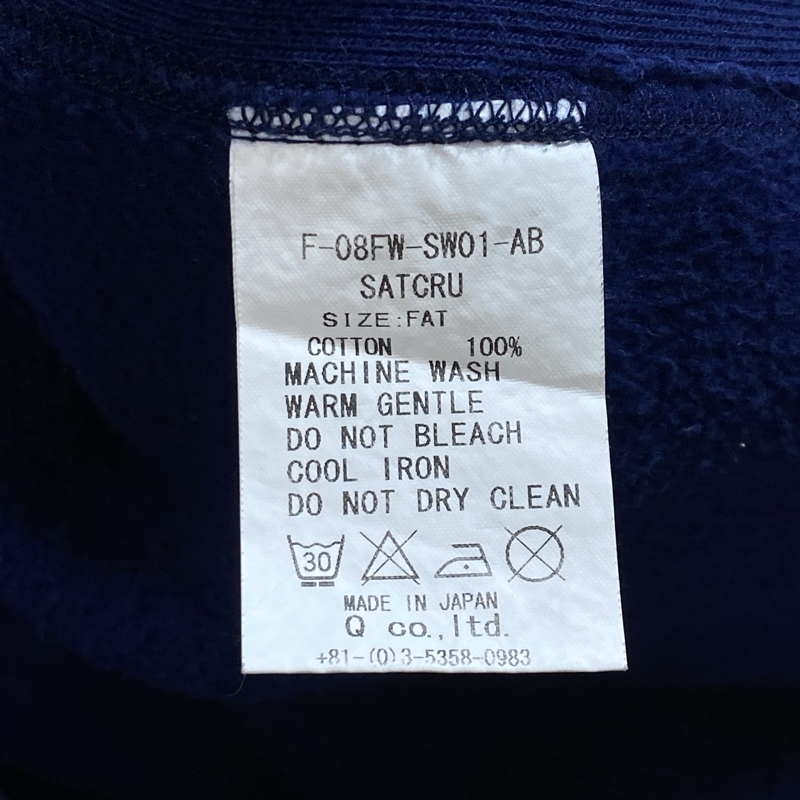 F-08FW-SW01-AB
SATCRU
SIZE:FAT
COTTON 100%
MACHINE WASH
WARM GENTLE
DO NOT BLEACH
COOL IRON
DO NOT DRY CLEAN
30
MADE IN JAPAN
Q co.,ltd.
+81-(0)3-5358-0983